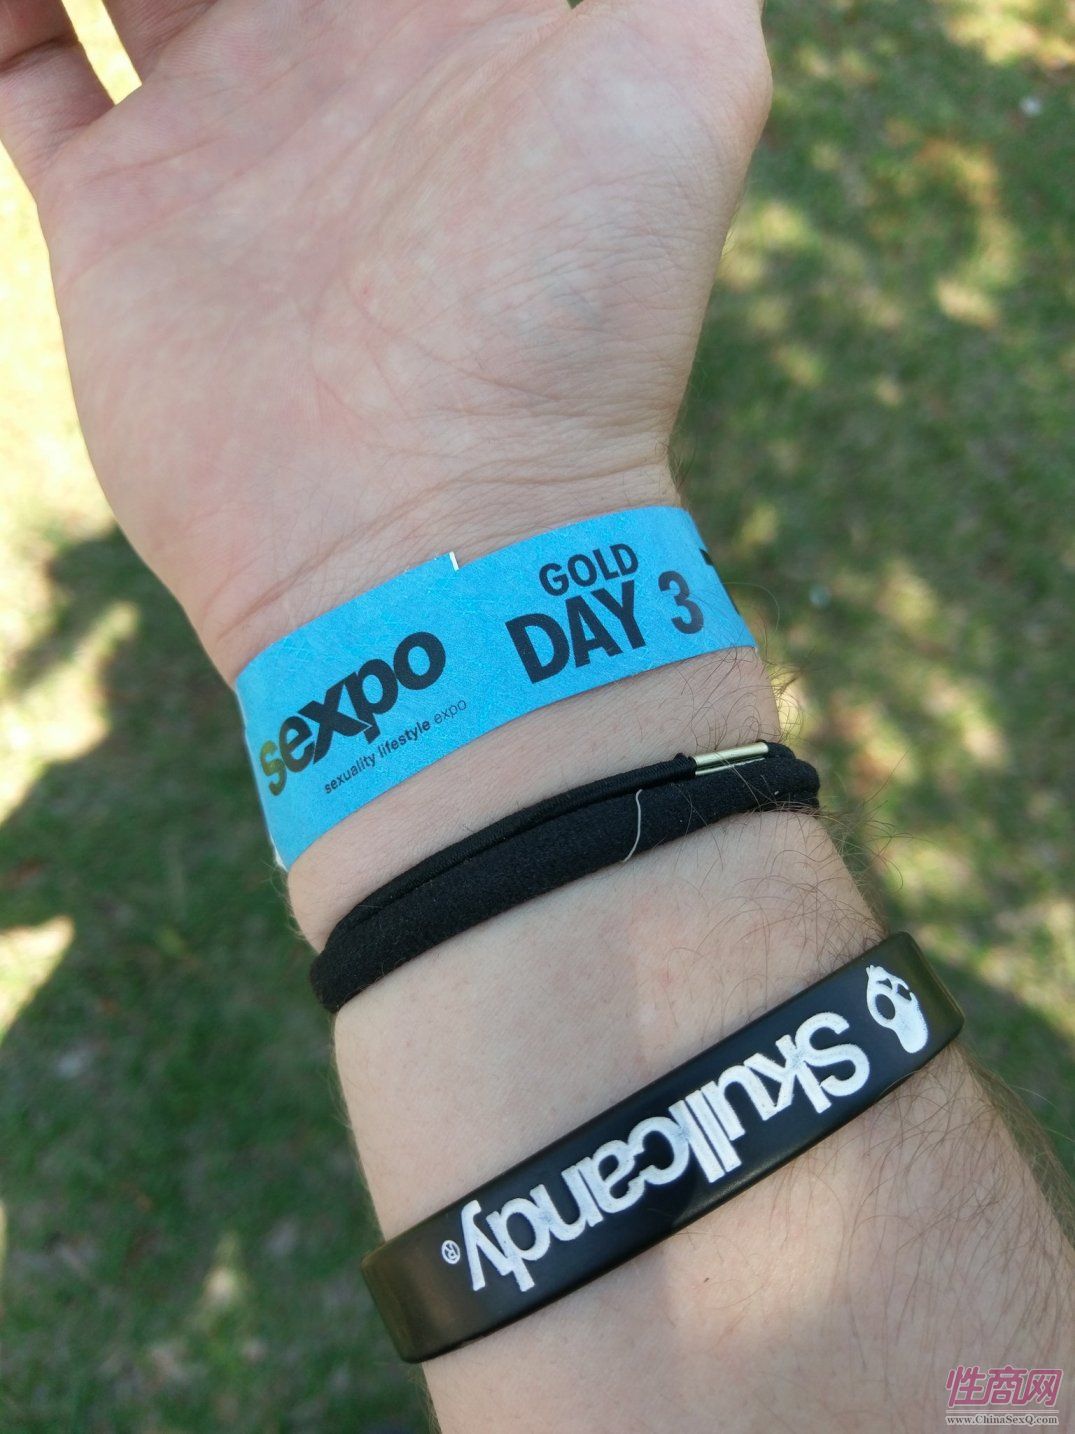 sexpo
sexuality lifestyle expo
GOLD
DAY 3
Skullcandy®
性商网
www.ChinaSexQ.com